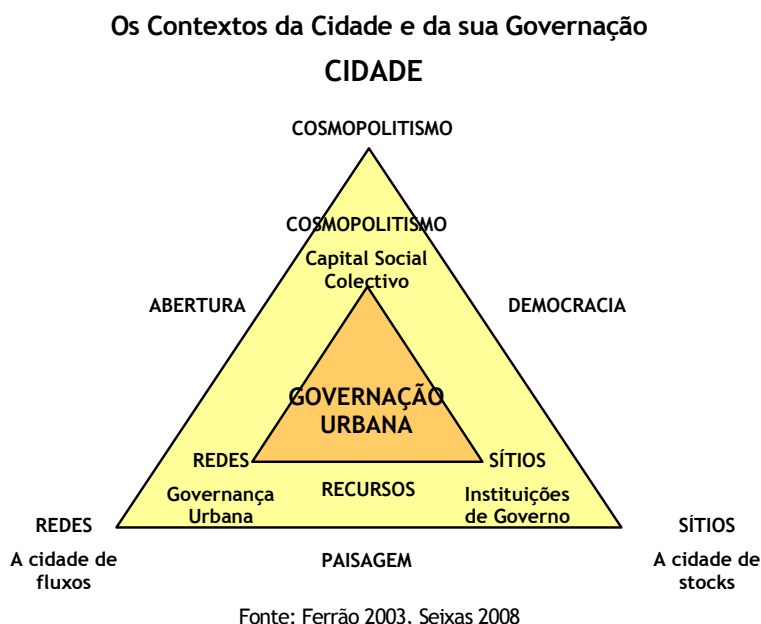 Os Contextos da Cidade e da sua Governação
CIDADE
COSMOPOLITISMO
COSMOPOLITISMO
Capital Social
Colectivo
ABERTURA
DEMOCRACIA
GOVERNAÇÃO
URBANA
REDES
SÍTIOS
RECURSOS
Governança
Urbana
Instituições
de Governo
REDES
SÍTIOS
A cidade de
fluxos
PAISAGEM
A cidade de
stocks
Fonte: Ferrão 2003, Seixas 2008